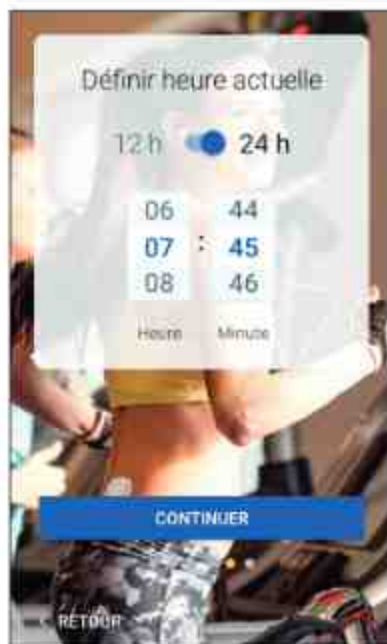 Définir heure actuelle
12 h 24 h
06 44
07 : 45
08 46
Heure Minute
CONTINUER
< RETOUR